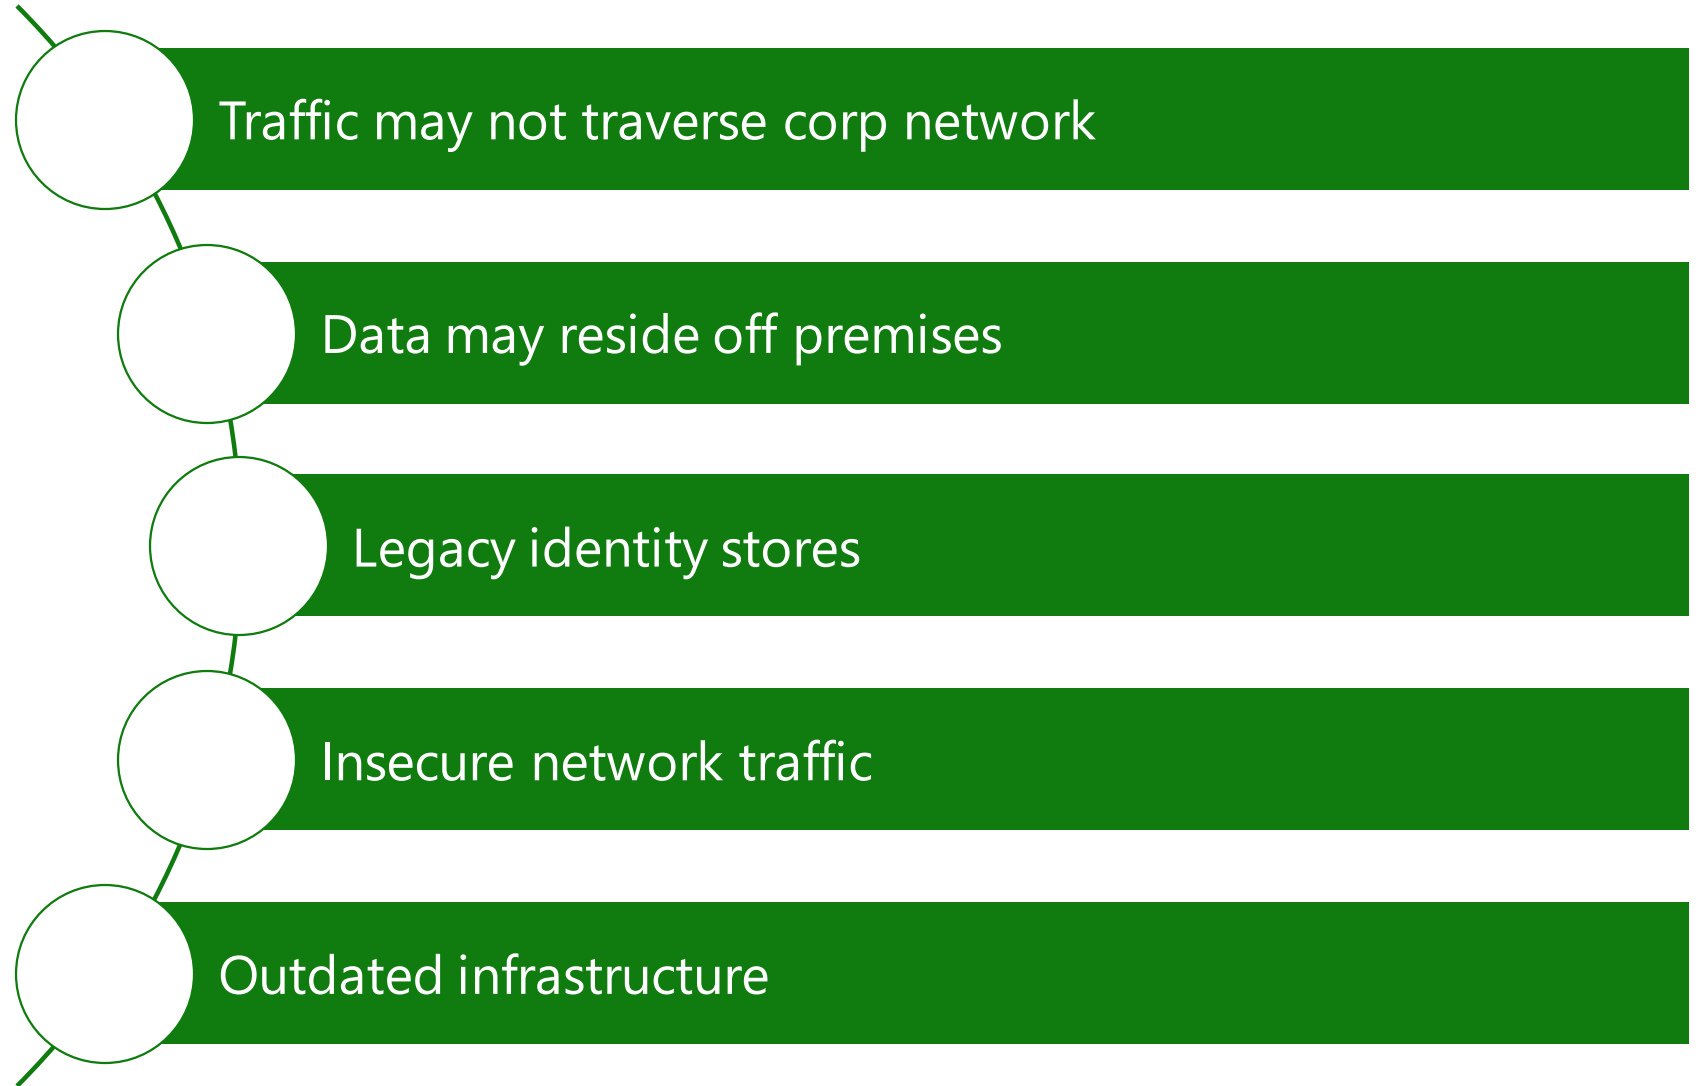 Traffic may not traverse corp network
Data may reside off premises
Legacy identity stores
Insecure network traffic
Outdated infrastructure